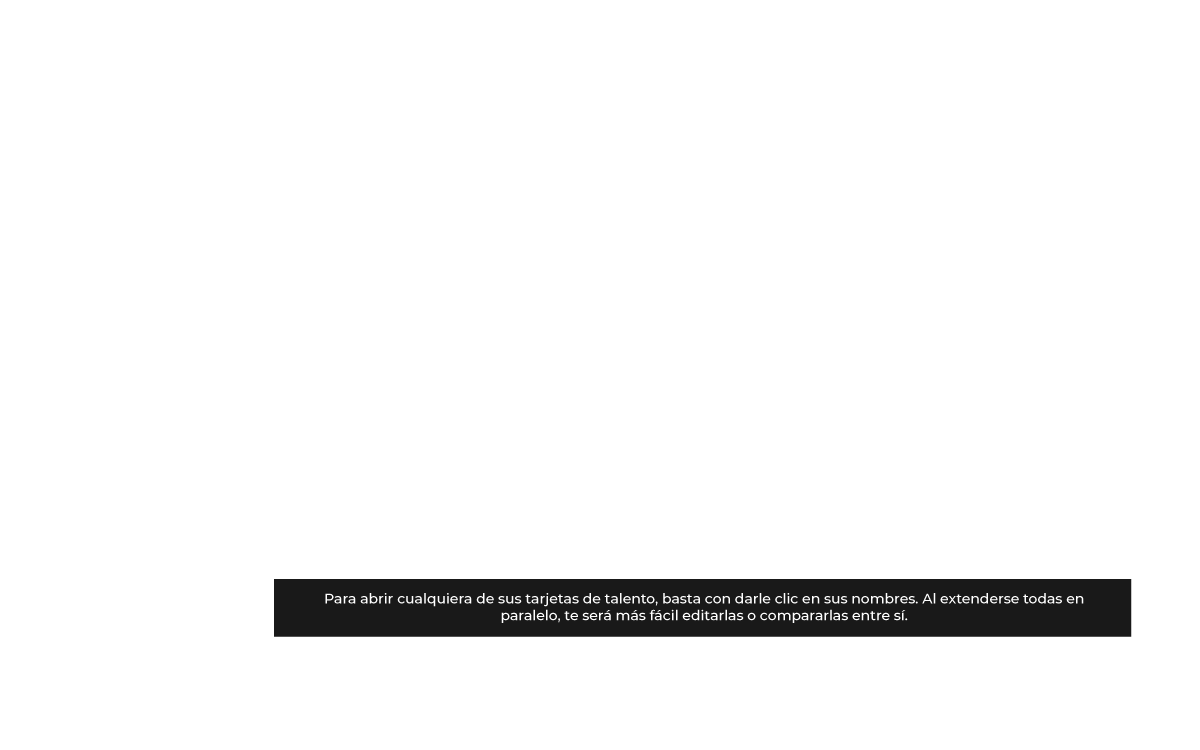 Para abrir cualquiera de sus tarjetas de talento, basta con darle clic en sus nombres. Al extenderse todas en
paralelo, te será más fácil editarlas o compararlas entre sí.